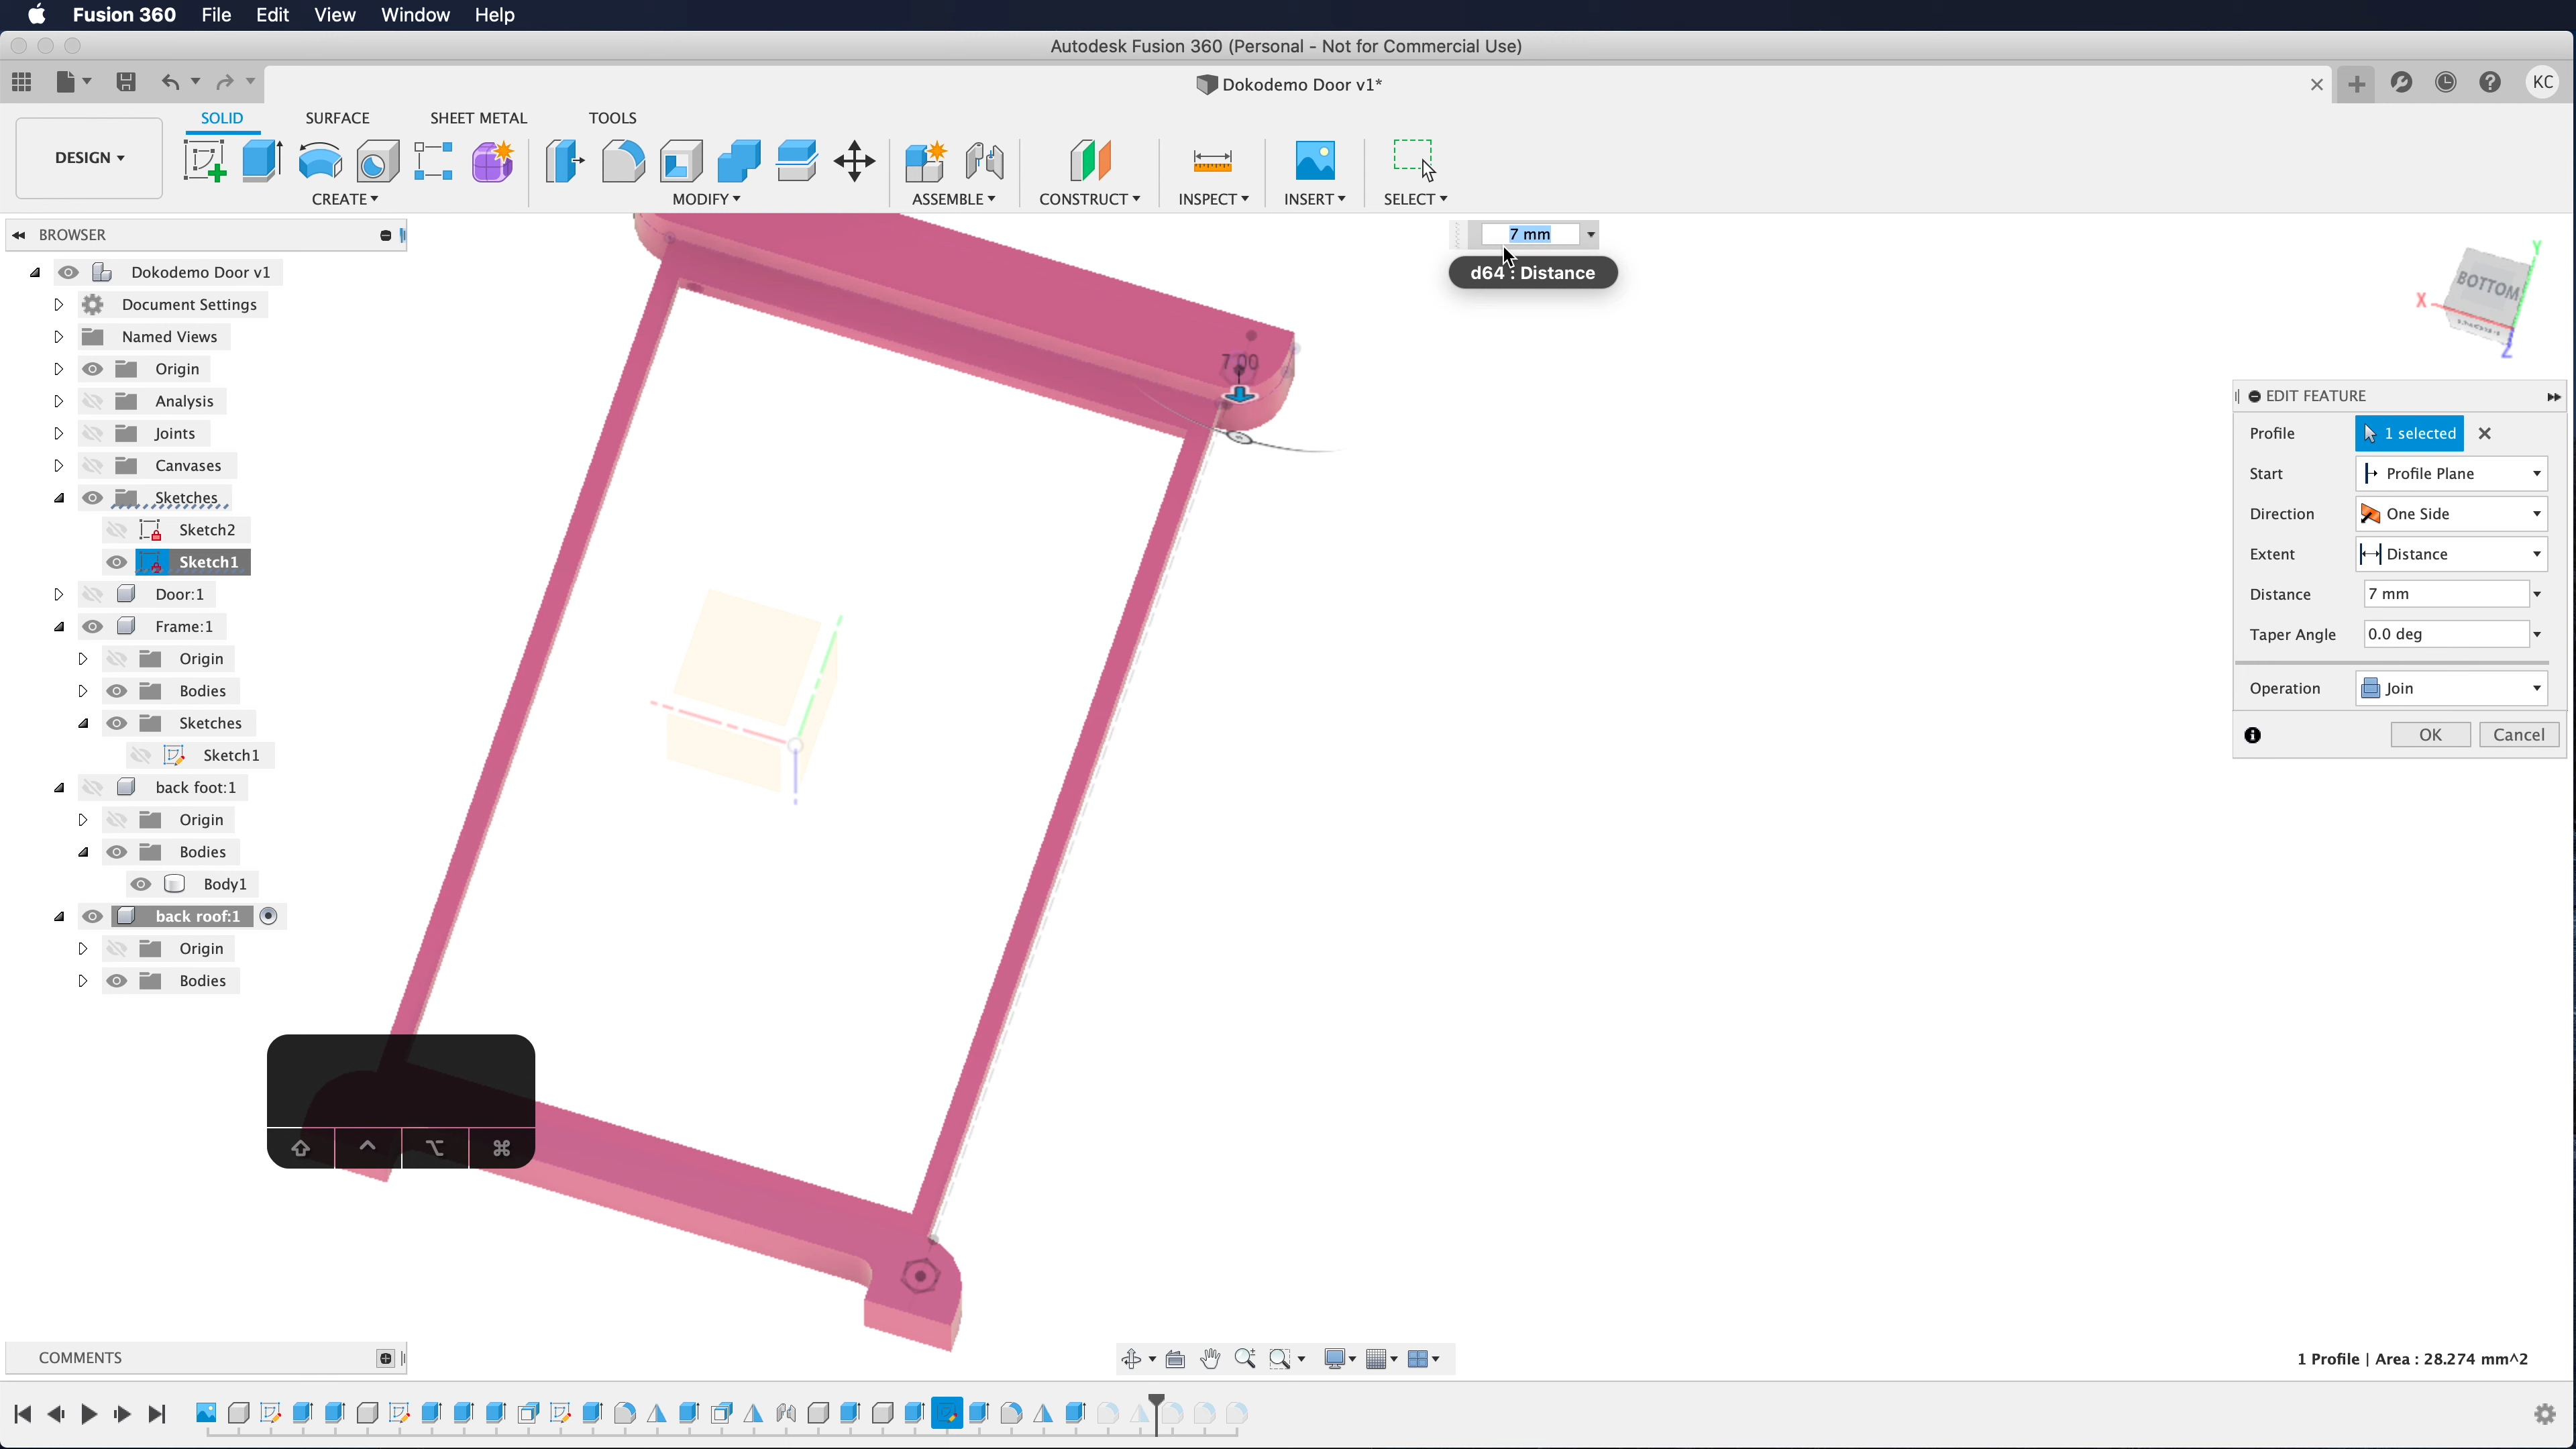 Fusion 360 File Edit View Window Help
Autodesk Fusion 360 (Personal - Not for Commercial Use)
Dokodemo Door v1*
KC
DESIGN
SOLID SURFACE SHEET METAL TOOLS
CREATE MODIFY ASSEMBLE CONSTRUCT INSPECT INSERT SELECT
BROWSER
Dokodemo Door v1
Document Settings
Named Views
Origin
Analysis
Joints
Canvases
Sketches
Sketch2
Sketch1
Door:1
Frame:1
Origin
Bodies
Sketches
Sketch1
back foot:1
Origin
Bodies
Body1
back roof:1
Origin
Bodies
7 mm
d64 : Distance
7.00
BOTTOM
FRONT
X
Y
Z
EDIT FEATURE
Profile 1 selected
Start Profile Plane
Direction One Side
Extent Distance
Distance 7 mm
Taper Angle 0.0 deg
Operation Join
OK Cancel
COMMENTS
1 Profile | Area : 28.274 mm^2